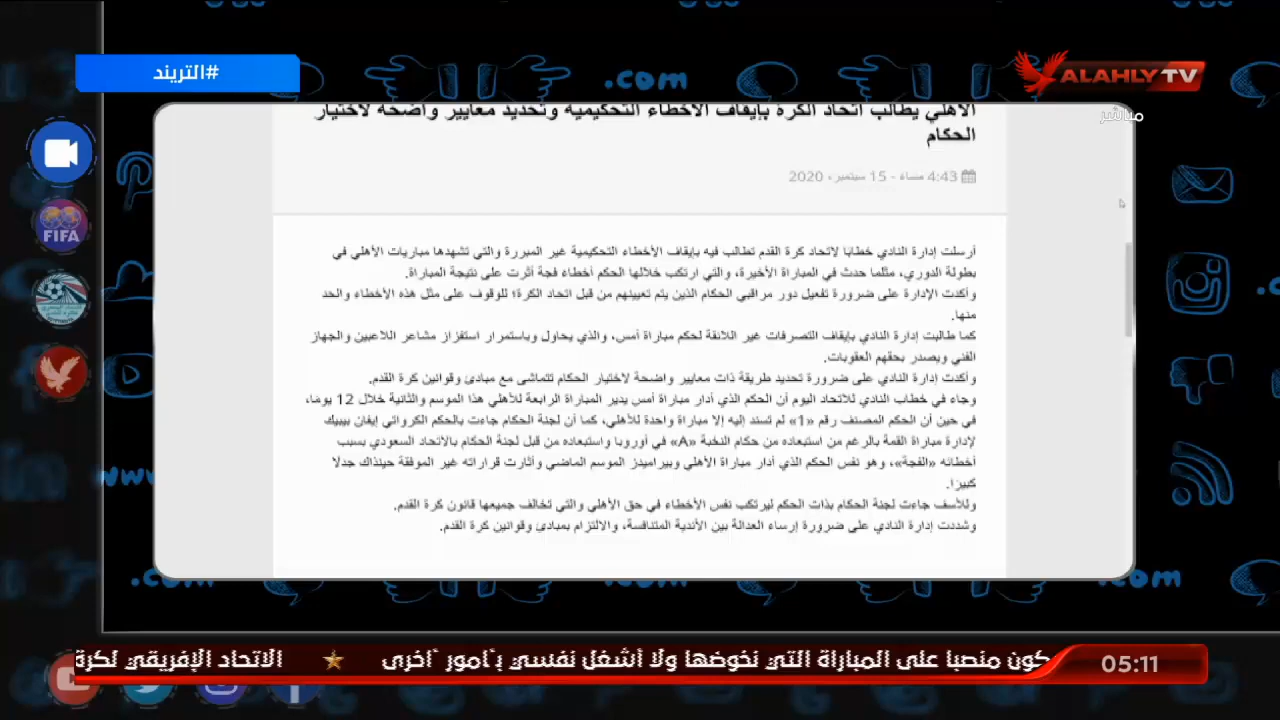 #التريند
ALAHLY TV
مباشر
.com
الأهلي يطالب اتحاد الكرة بإيقاف الأخطاء التحكيمية وتحديد معايير واضحة لاختيار
الحكام
4:43 مساء - 15 سبتمبر، 2020
أرسلت إدارة النادي خطابًا لاتحاد كرة القدم تطالب فيه بإيقاف الأخطاء التحكيمية غير المبررة والتي تشهدها مباريات الأهلي في
بطولة الدوري، مثلما حدث في المباراة الأخيرة، والتي ارتكب خلالها الحكم أخطاء فجة أثرت على نتيجة المباراة.
وأكدت الإدارة على ضرورة تفعيل دور مراقبي الحكام الذين يتم تعيينهم من قبل اتحاد الكرة؛ للوقوف على مثل هذه الأخطاء والحد
منها.
كما طالبت إدارة النادي بإيقاف التصرفات غير اللائقة لحكم مباراة أمس، والذي يحاول وباستمرار استفزاز مشاعر اللاعبين والجهاز
الفني ويصدر بحقهم العقوبات.
وأكدت إدارة النادي على ضرورة تحديد طريقة ذات معايير واضحة لاختيار الحكام تتماشى مع مبادئ وقوانين كرة القدم.
وجاء في خطاب النادي للاتحاد اليوم أن الحكم الذي أدار مباراة أمس يدير المباراة الرابعة للأهلي هذا الموسم والثانية خلال 12 يومًا،
في حين أن الحكم المصنف رقم «1» لم تسند إليه إلا مباراة واحدة للأهلي، كما أن لجنة الحكام جاءت بالحكم الكرواتي إيفان بيبيك
لإدارة مباراة القمة بالرغم من استبعاده من حكام النخبة «A» في أوروبا واستبعاده من قبل لجنة الحكام بالاتحاد السعودي بسبب
أخطائه «الفجة»، وهو نفس الحكم الذي أدار مباراة الأهلي وبيراميدز الموسم الماضي وأثارت قراراته غير الموفقة حينذاك جدلًا
كبيرًا.
وللأسف جاءت لجنة الحكام بذات الحكم ليرتكب نفس الأخطاء في حق الأهلي والتي تخالف جميعها قانون كرة القدم.
وشددت إدارة النادي على ضرورة إرساء العدالة بين الأندية المتنافسة، والالتزام بمبادئ وقوانين كرة القدم.
FIFA
www
.com
.com
.com
كون منصبا على المباراة التي نخوضها ولا أشغل نفسي بأمور أخرى ★ الاتحاد الإفريقي لكرة
05:11